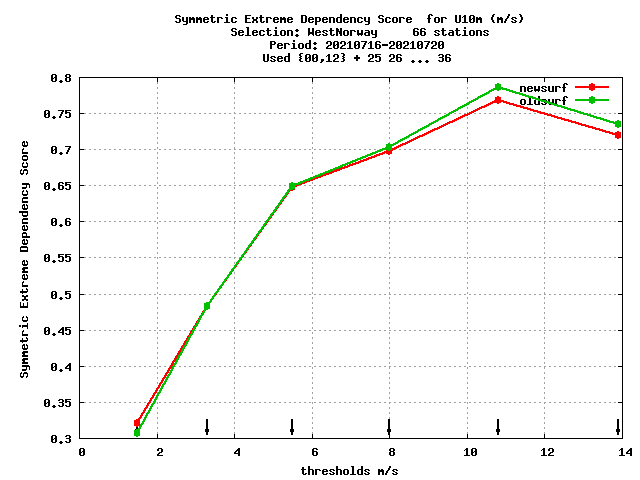 Symmetric Extreme Dependency Score  for U10m (m/s)
Selection: WestNorway     66 stations
Period: 20210716-20210720
Used {00,12} + 25 26 ... 36
0.8
0.75
0.7
0.65
0.6
0.55
0.5
0.45
0.4
0.35
0.3
Symmetric Extreme Dependency Score
newsurf
oldsurf
0 2 4 6 8 10 12 14
thresholds m/s